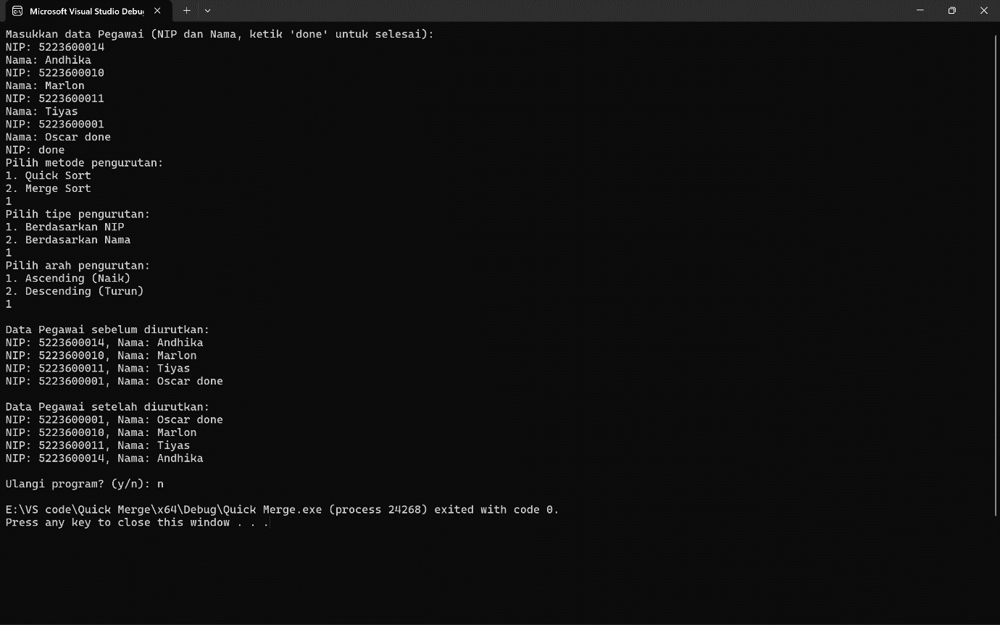 Microsoft Visual Studio Debug
Masukkan data Pegawai (NIP dan Nama, ketik 'done' untuk selesai):
NIP: 5223600014
Nama: Andhika
NIP: 5223600010
Nama: Marlon
NIP: 5223600011
Nama: Tiyas
NIP: 5223600001
Nama: Oscar done
NIP: done
Pilih metode pengurutan:
1. Quick Sort
2. Merge Sort
1
Pilih tipe pengurutan:
1. Berdasarkan NIP
2. Berdasarkan Nama
1
Pilih arah pengurutan:
1. Ascending (Naik)
2. Descending (Turun)
1
Data Pegawai sebelum diurutkan:
NIP: 5223600014, Nama: Andhika
NIP: 5223600010, Nama: Marlon
NIP: 5223600011, Nama: Tiyas
NIP: 5223600001, Nama: Oscar done
Data Pegawai setelah diurutkan:
NIP: 5223600001, Nama: Oscar done
NIP: 5223600010, Nama: Marlon
NIP: 5223600011, Nama: Tiyas
NIP: 5223600014, Nama: Andhika
Ulangi program? (y/n): n
E:\VS code\Quick Merge\x64\Debug\Quick Merge.exe (process 24268) exited with code 0.
Press any key to close this window . . .